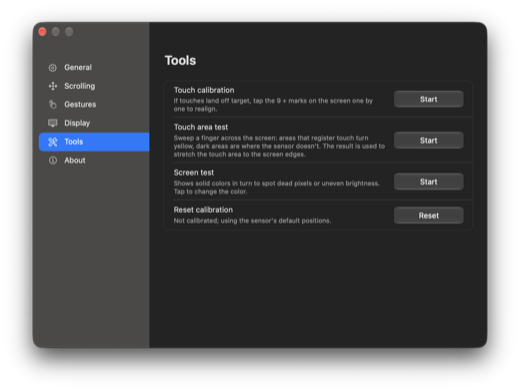 Tools
General
Scrolling
Gestures
Display
Tools
About
Touch calibration
If touches land off target, tap the 9 + marks on the screen one by
one to realign.
Start
Touch area test
Sweep a finger across the screen: areas that register touch turn
yellow, dark areas are where the sensor doesn't. The result is used to
stretch the touch area to the screen edges.
Start
Screen test
Shows solid colors in turn to spot dead pixels or uneven brightness.
Tap to change the color.
Start
Reset calibration
Not calibrated; using the sensor's default positions.
Reset